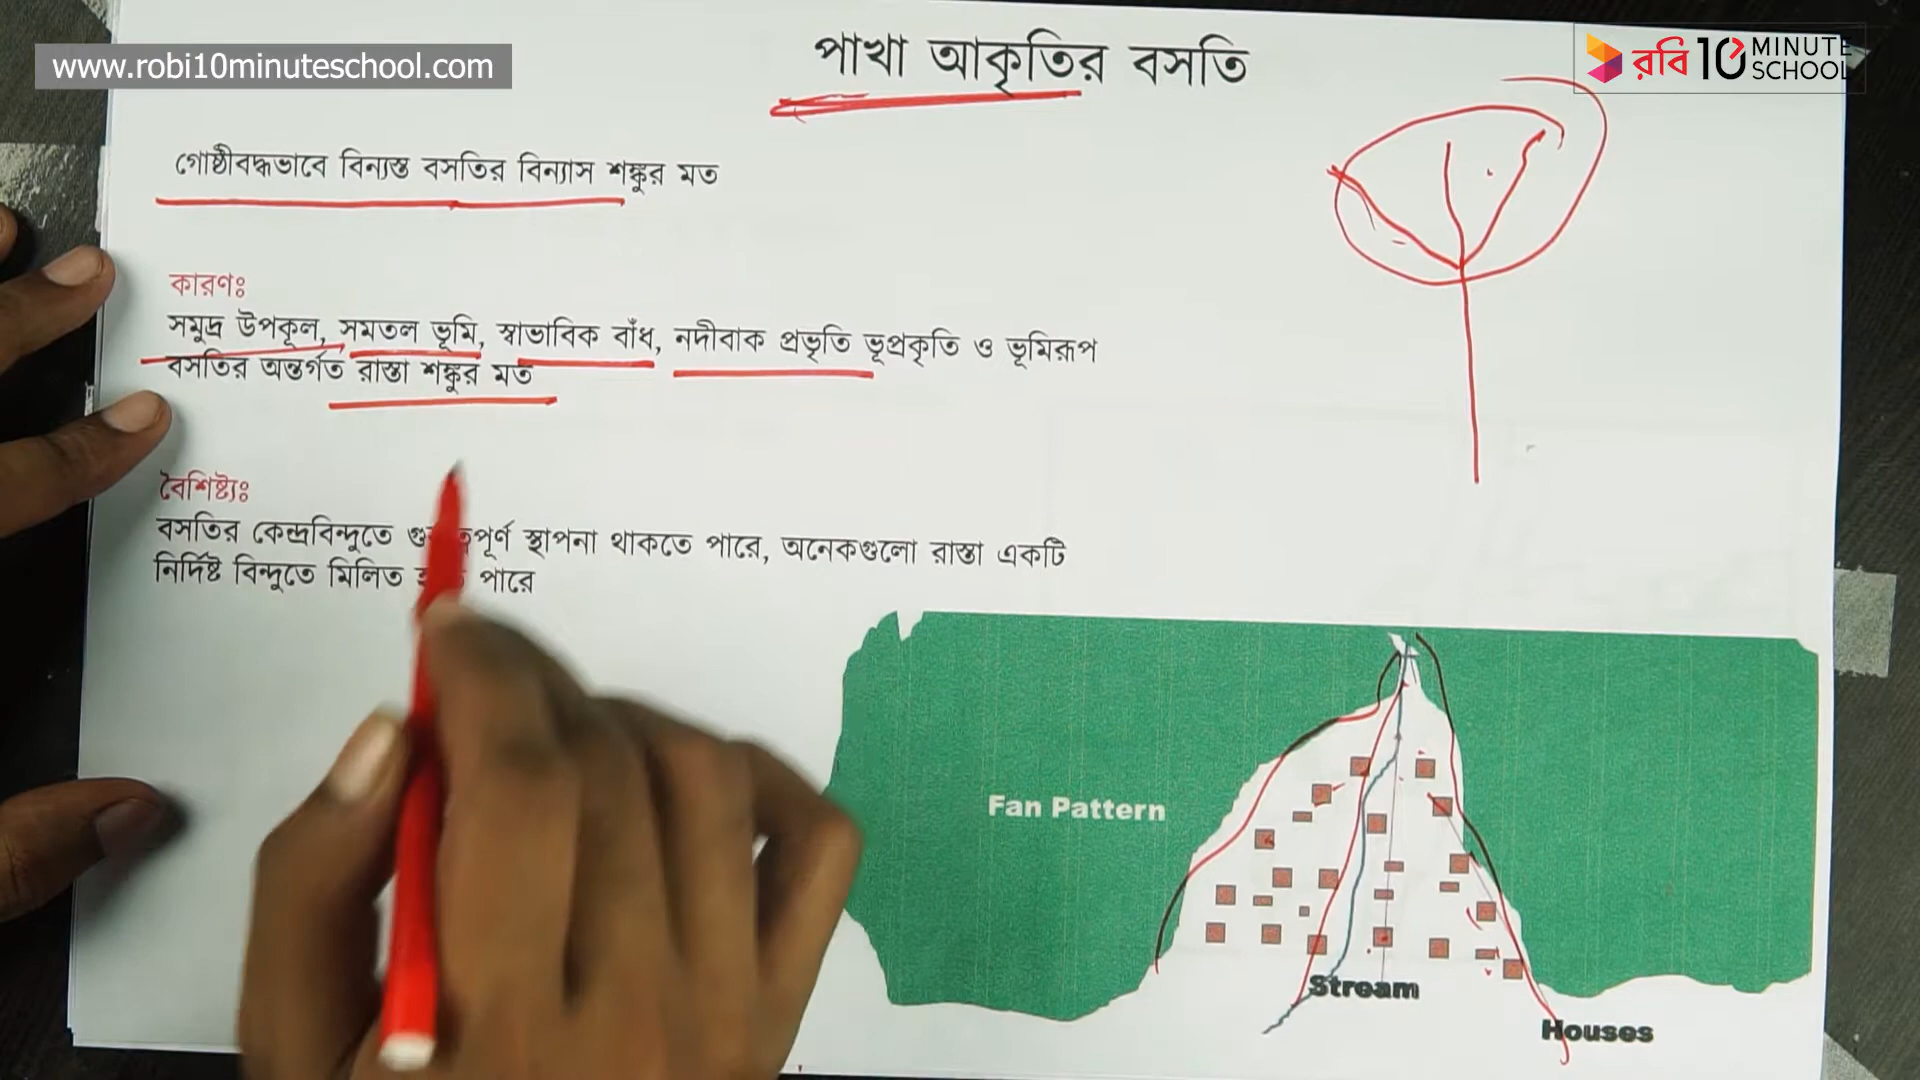 www.robi10minuteschool.com
পাখা আকৃতির বসতি
রবি 10 MINUTE SCHOOL
গোষ্ঠীবদ্ধভাবে বিন্যস্ত বসতির বিন্যাস শঙ্কুর মত
কারণঃ
সমুদ্র উপকূল, সমতল ভূমি, স্বাভাবিক বাঁধ, নদীবাক প্রভৃতি ভূপ্রকৃতি ও ভূমিরূপ
বসতির অন্তর্গত রাস্তা শঙ্কুর মত
বৈশিষ্ট্যঃ
বসতির কেন্দ্রবিন্দুতে স্থাপনা থাকতে পারে, অনেকগুলো রাস্তা একটি
নির্দিষ্ট বিন্দুতে মিলিত পারে
Fan Pattern
Stream
Houses